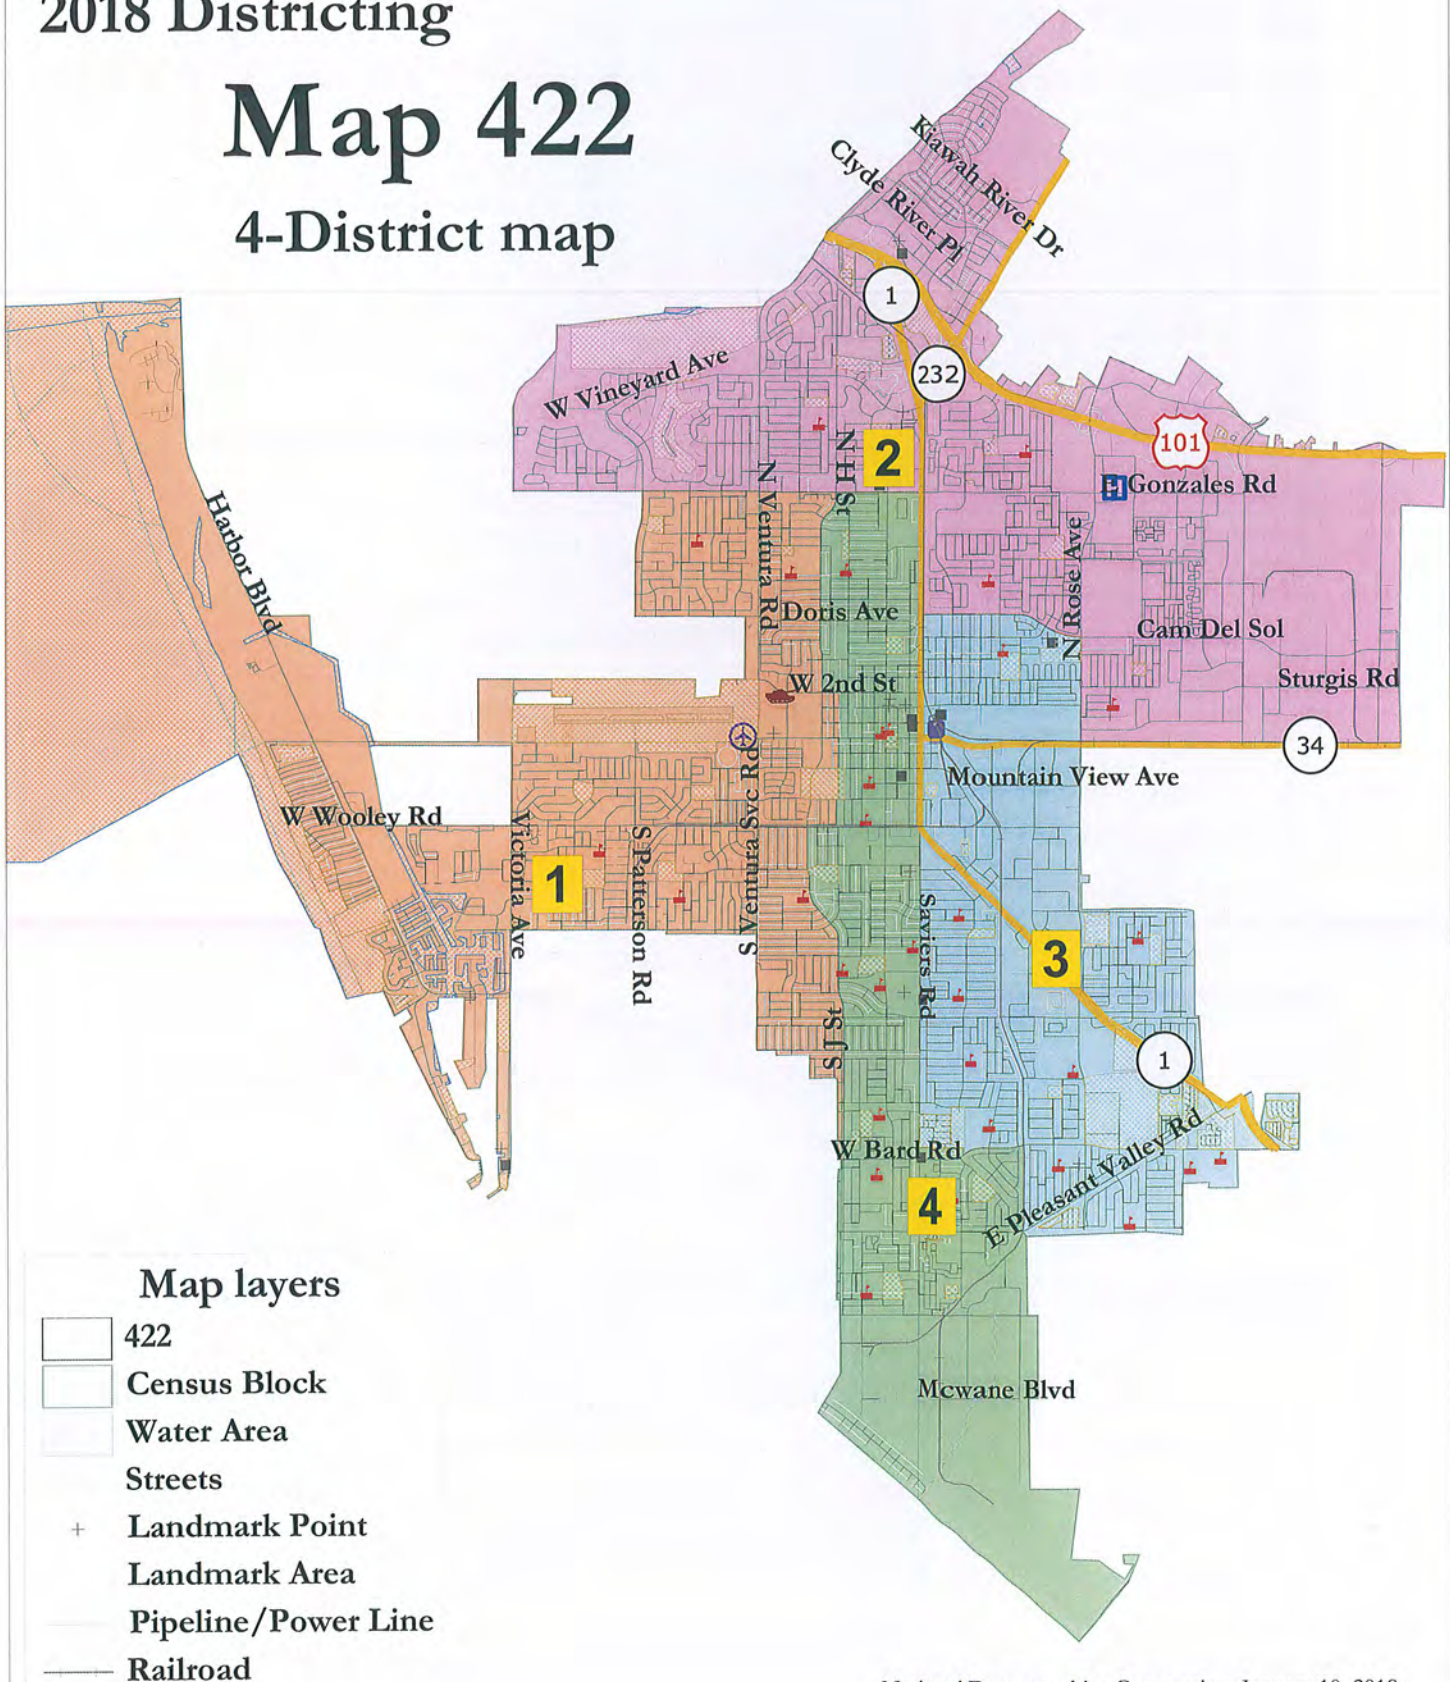 2018 Districting
Map 422
4-District map
Kiawah River Dr
Clyde River Pl
1
232
W Vineyard Ave
101
2
N H St
H
E Gonzales Rd
N Ventura Rd
Harbor Blvd
N Rose Ave
Doris Ave
Cam Del Sol
W 2nd St
Sturgis Rd
34
Mountain View Ave
S Ventura Svc Rd
W Wooley Rd
Victoria Ave
S Patterson Rd
1
Saviers Rd
3
S J St
1
W Bard Rd
E Pleasant Valley Rd
4
Mcwane Blvd
Map layers
422
Census Block
Water Area
Streets
+ Landmark Point
Landmark Area
Pipeline/Power Line
Railroad